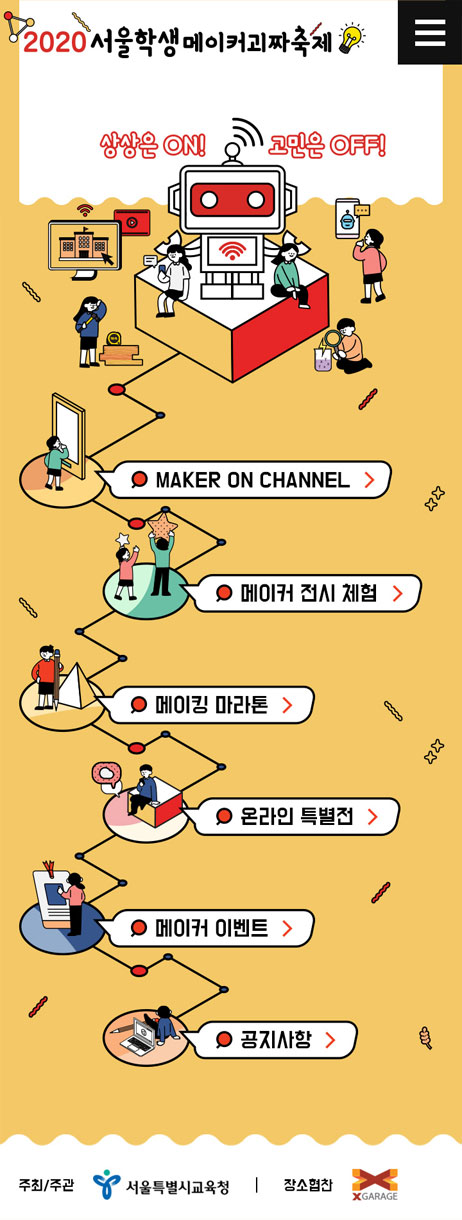 2020 서울학생 메이커괴짜축제
상상은 ON! 고민은 OFF!
MAKER ON CHANNEL
메이커 전시 체험
메이킹 마라톤
온라인 특별전
메이커 이벤트
공지사항
주최/주관 서울특별시교육청 | 장소협찬 XGARAGE